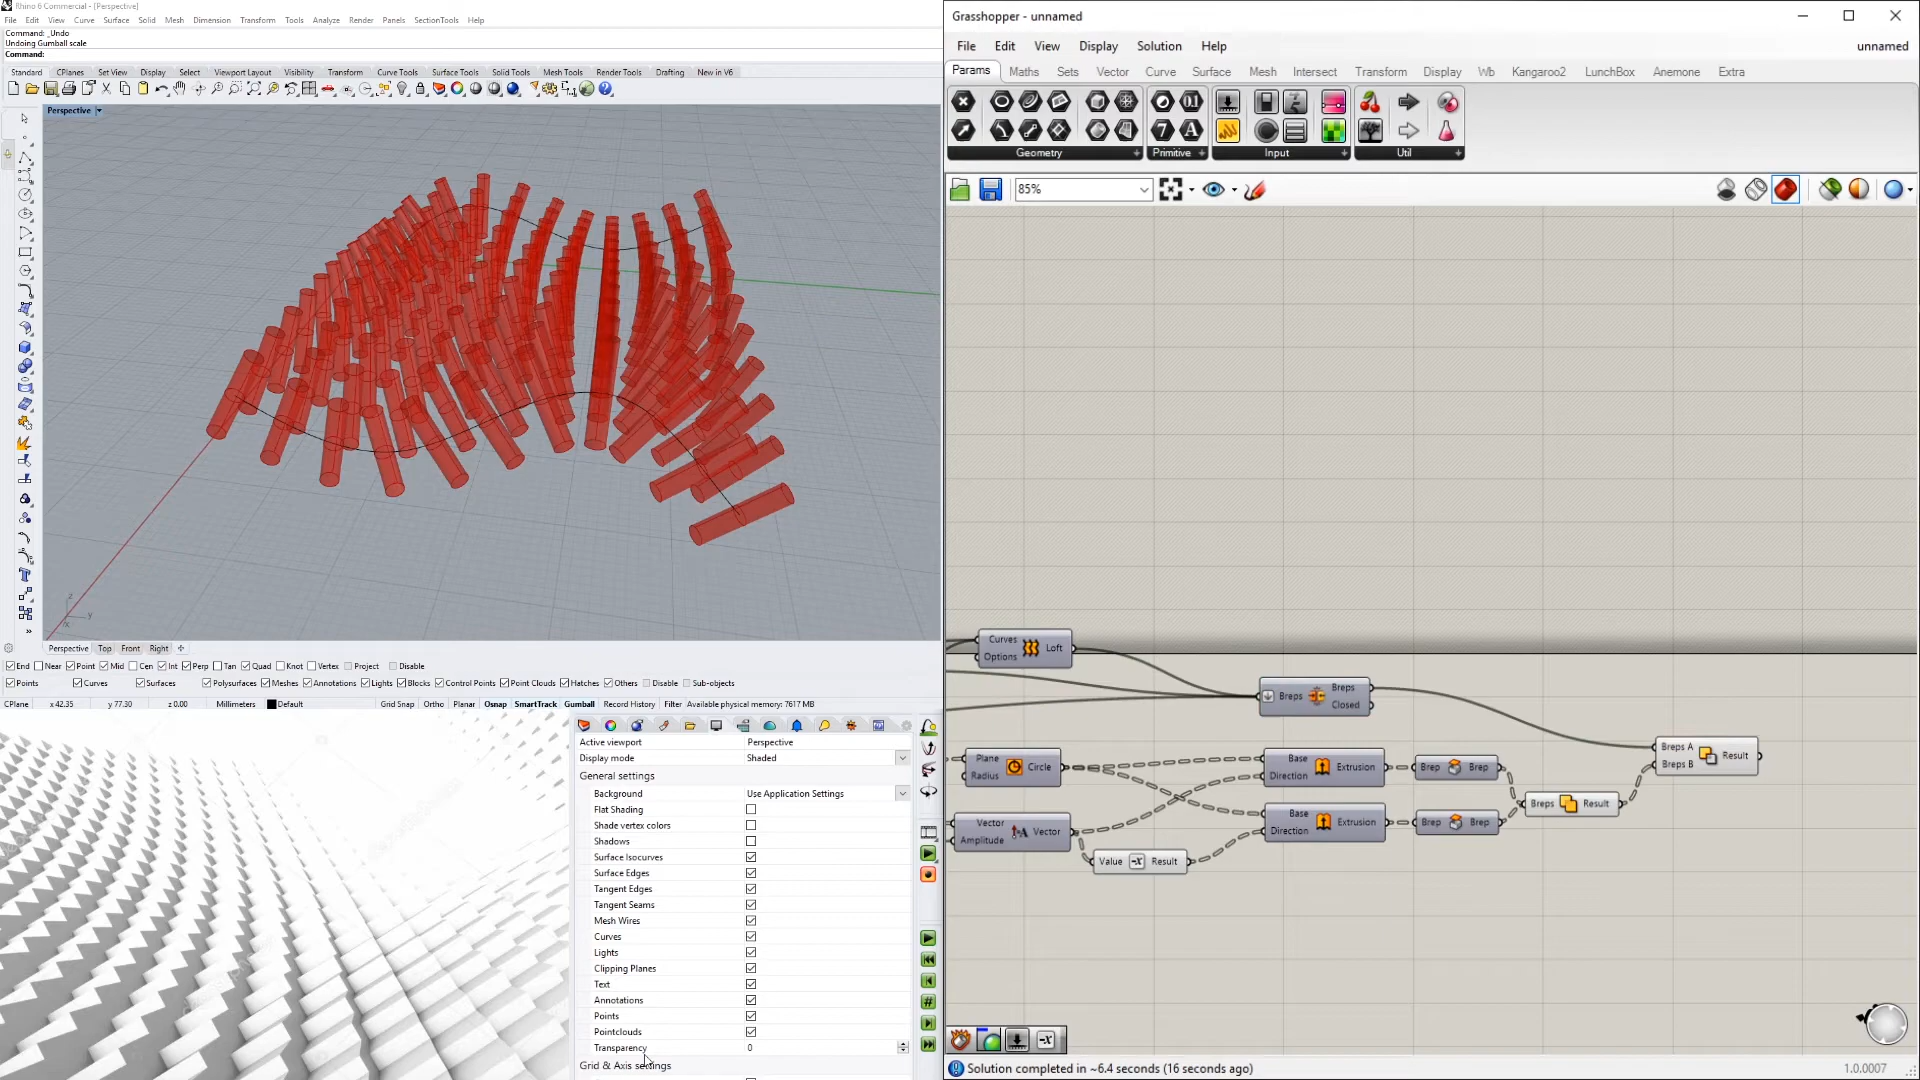 Rhino 6 Commercial - [Perspective]
File Edit View Curve Surface Solid Mesh Dimension Transform Tools Analyze Render Panels SectionTools Help
Command: _Undo
Undoing Gumball scale
Command:
Standard CPlanes Set View Display Select Viewport Layout Visibility Transform Curve Tools Surface Tools Solid Tools Mesh Tools Render Tools Drafting New in V6
Perspective
z
y
x
Perspective Top Front Right
End Near Point Mid Cen Int Perp Tan Quad Knot Vertex Project Disable
Points Curves Surfaces Polysurfaces Meshes Annotations Lights Blocks Control Points Point Clouds Hatches Others Disable Sub-objects
CPlane x 42.35 y 77.30 z 0.00 Millimeters Default Grid Snap Ortho Planar Osnap SmartTrack Gumball Record History Filter Available physical memory: 7617 MB
Active viewport Perspective
Display mode Shaded
General settings
Background Use Application Settings
Flat Shading
Shade vertex colors
Shadows
Surface Isocurves
Surface Edges
Tangent Edges
Tangent Seams
Mesh Wires
Curves
Lights
Clipping Planes
Text
Annotations
Points
Pointclouds
Transparency 0
Grid & Axis settings
Grasshopper - unnamed
File Edit View Display Solution Help unnamed
Params Maths Sets Vector Curve Surface Mesh Intersect Transform Display Wb Kangaroo2 LunchBox Anemone Extra
Geometry Primitive Input Util
85%
Curves Loft
Options
Breps Breps
Closed
Breps A Result
Breps B
Plane Circle
Radius
Base Extrusion
Direction
Brep Brep
Breps Result
Base Extrusion
Direction
Brep Brep
Vector Vector
Amplitude
Value -x Result
Solution completed in ~6.4 seconds (16 seconds ago) 1.0.0007